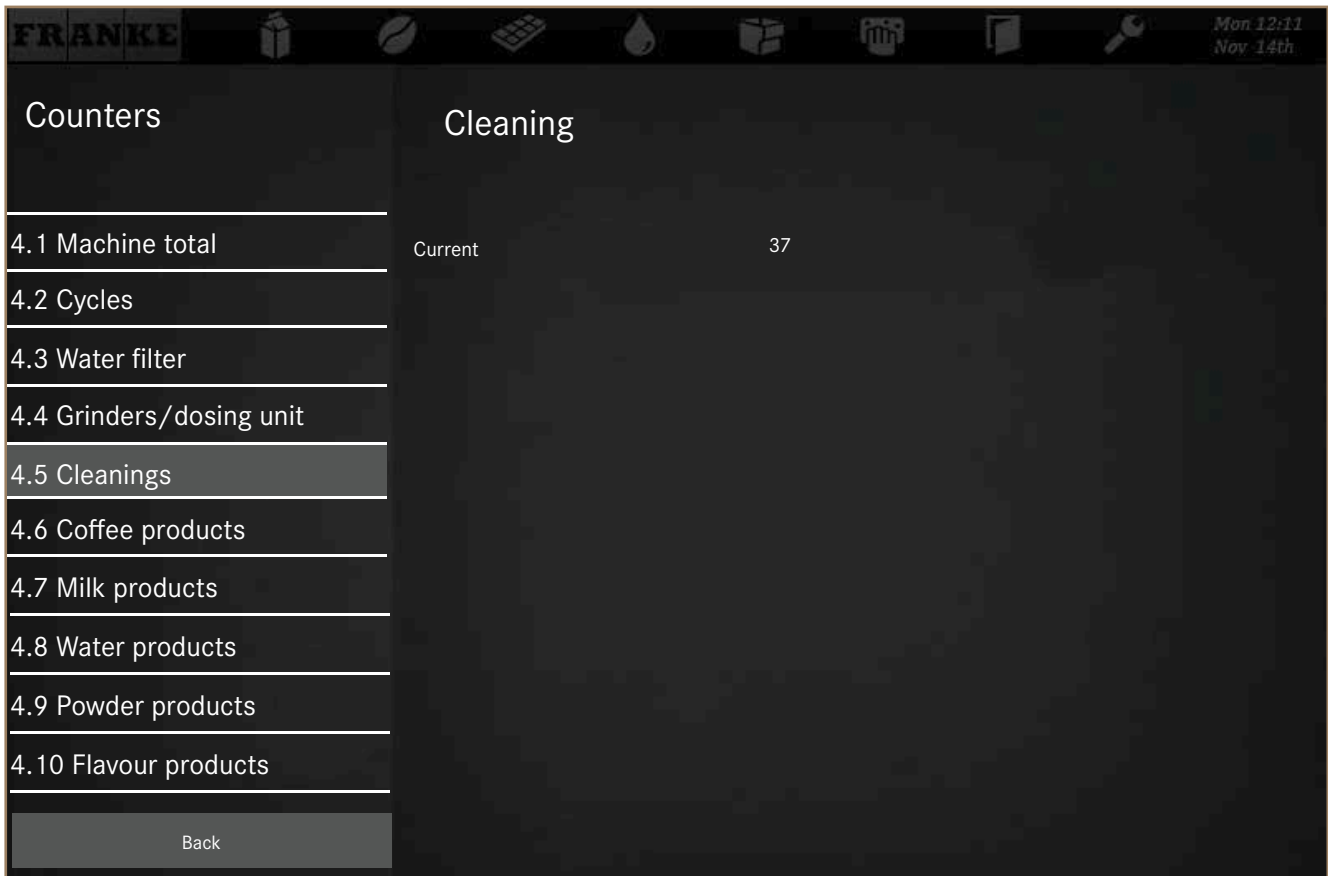 FRANKE
Mon 12:11
Nov 14th
Counters
Cleaning
4.1 Machine total
Current 37
4.2 Cycles
4.3 Water filter
4.4 Grinders/dosing unit
4.5 Cleanings
4.6 Coffee products
4.7 Milk products
4.8 Water products
4.9 Powder products
4.10 Flavour products
Back